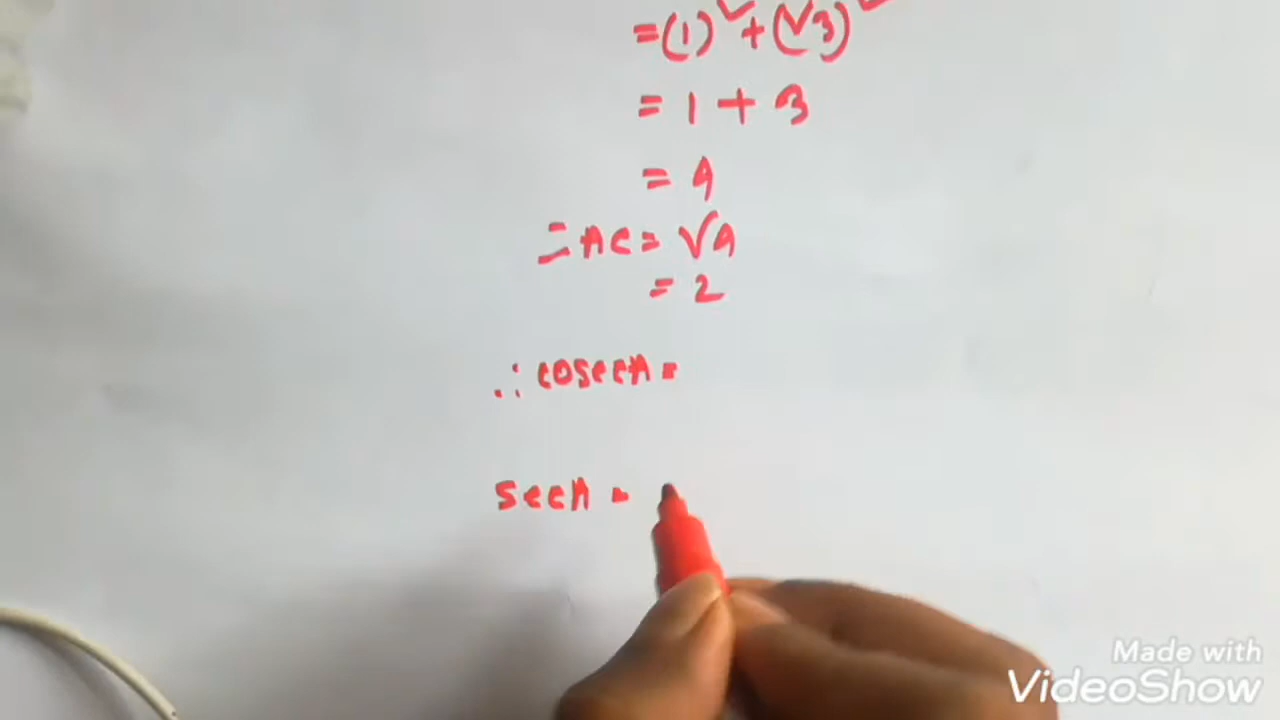 =(1)²+(√3)²
= 1 + 3
= 4
⇒ AC = √4
= 2
∴ cosecA =
secA =
Made with
VideoShow